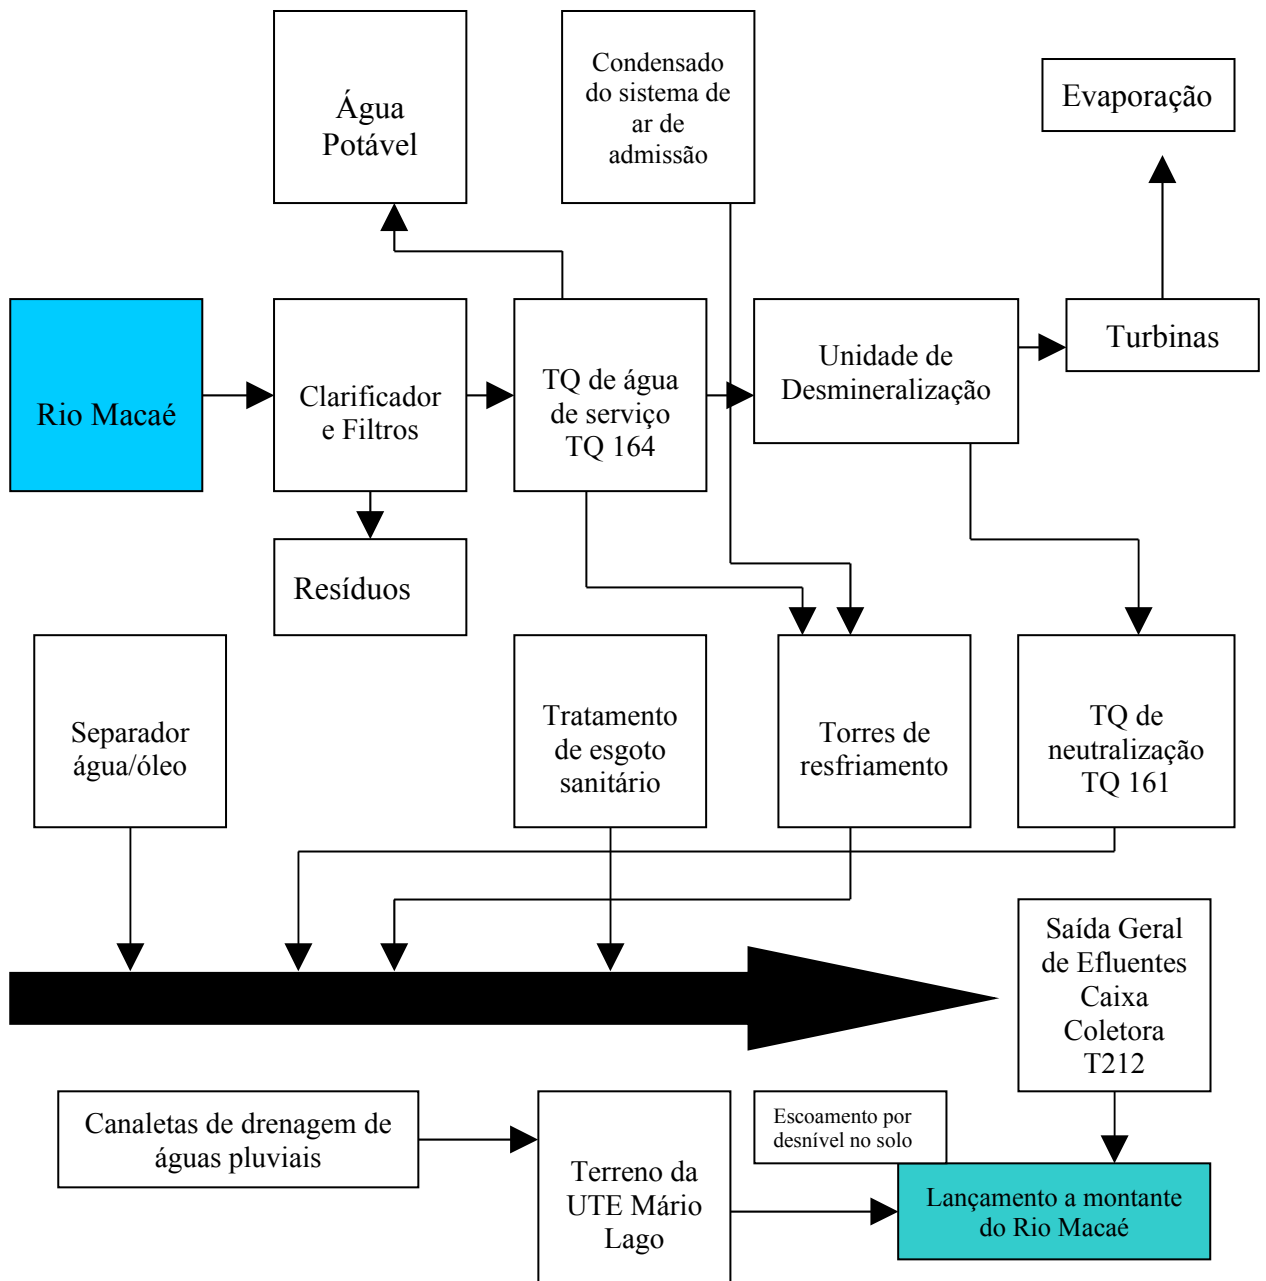 Água
Potável
Condensado
do sistema de
ar de
admissão
Evaporação
Rio Macaé
Clarificador
e Filtros
TQ de água
de serviço
TQ 164
Unidade de
Desmineralização
Turbinas
Resíduos
Separador
água/óleo
Tratamento
de esgoto
sanitário
Torres de
resfriamento
TQ de
neutralização
TQ 161
Saída Geral
de Efluentes
Caixa
Coletora
T212
Canaletas de drenagem de
águas pluviais
Terreno da
UTE Mário
Lago
Escoamento por
desnível no solo
Lançamento a montante
do Rio Macaé